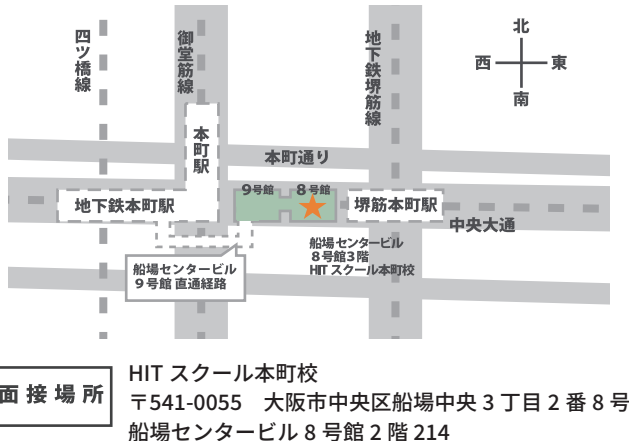 四ツ橋線
御堂筋線
地下鉄堺筋線
北
西
東
南
本町駅
本町通り
9号館
8号館
地下鉄本町駅
堺筋本町駅
中央大通
船場センタービル
8号館3階
HITスクール本町校
船場センタービル
9号館 直通経路
面接場所
HIT スクール本町校
〒541-0055　大阪市中央区船場中央 3 丁目 2 番 8 号
船場センタービル 8 号館 2 階 214